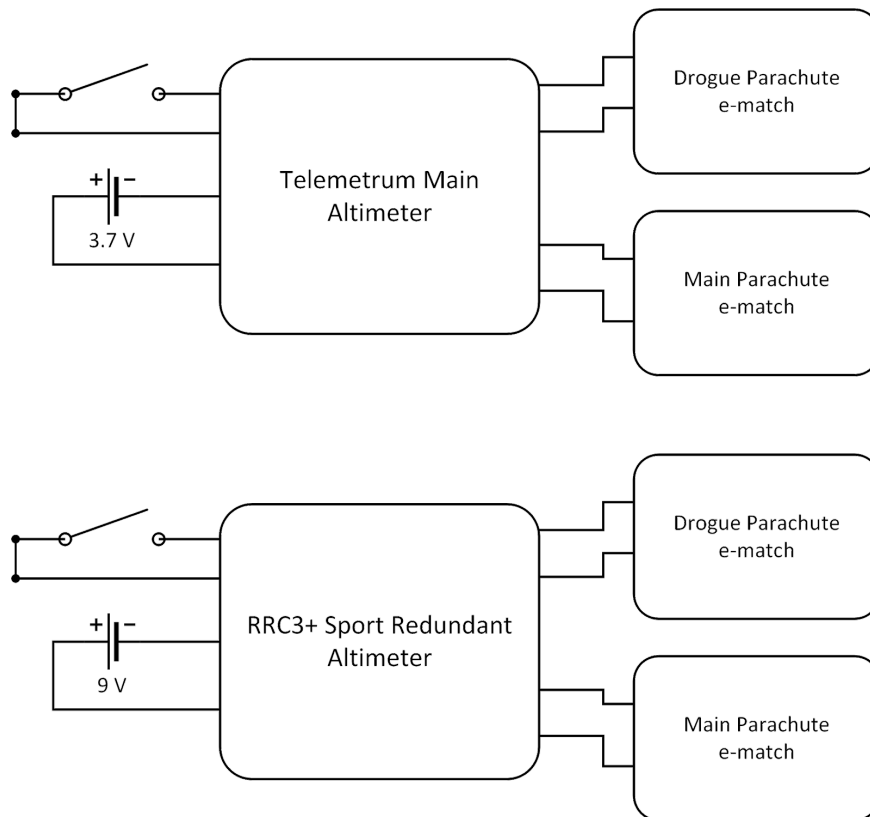 Drogue Parachute
e-match
Telemetrum Main
Altimeter
+ −
3.7 V
Main Parachute
e-match
Drogue Parachute
e-match
RRC3+ Sport Redundant
Altimeter
+ −
9 V
Main Parachute
e-match